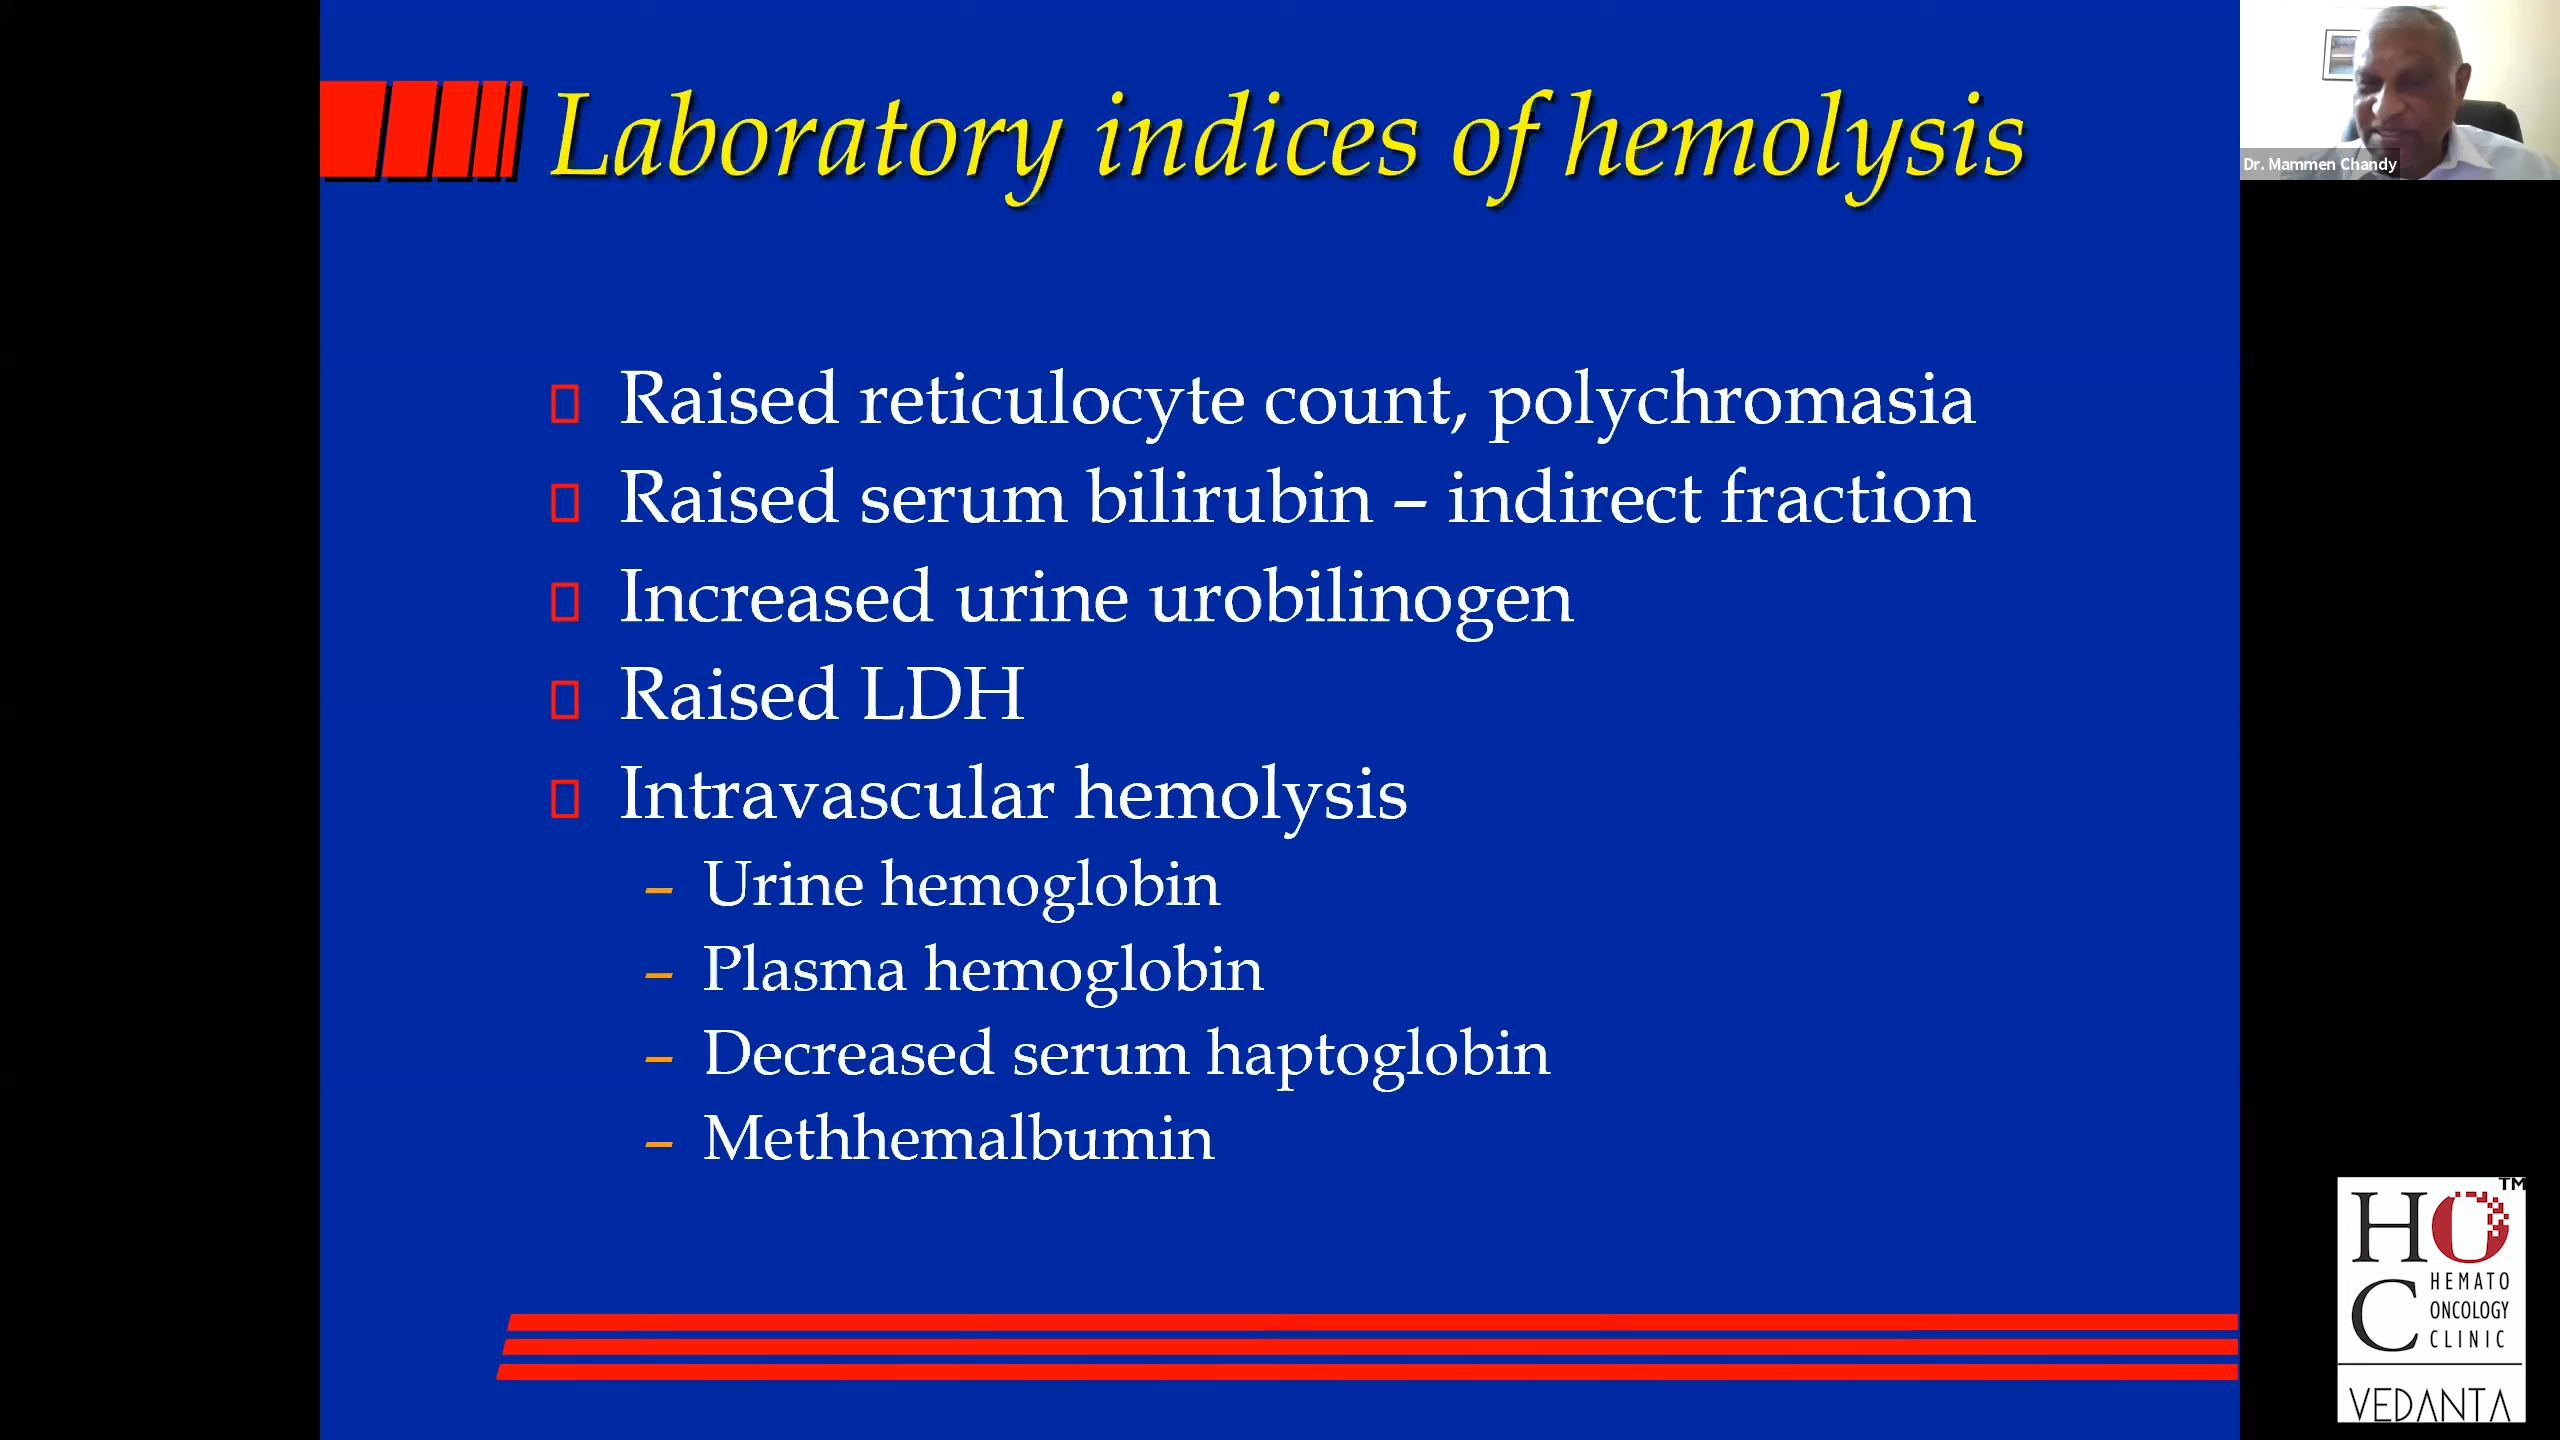 Laboratory indices of hemolysis
Dr. Mammen Chandy
Raised reticulocyte count, polychromasia
Raised serum bilirubin – indirect fraction
Increased urine urobilinogen
Raised LDH
Intravascular hemolysis
– Urine hemoglobin
– Plasma hemoglobin
– Decreased serum haptoglobin
– Methhemalbumin
TM
HOC
HEMATO
ONCOLOGY
CLINIC
VEDANTA